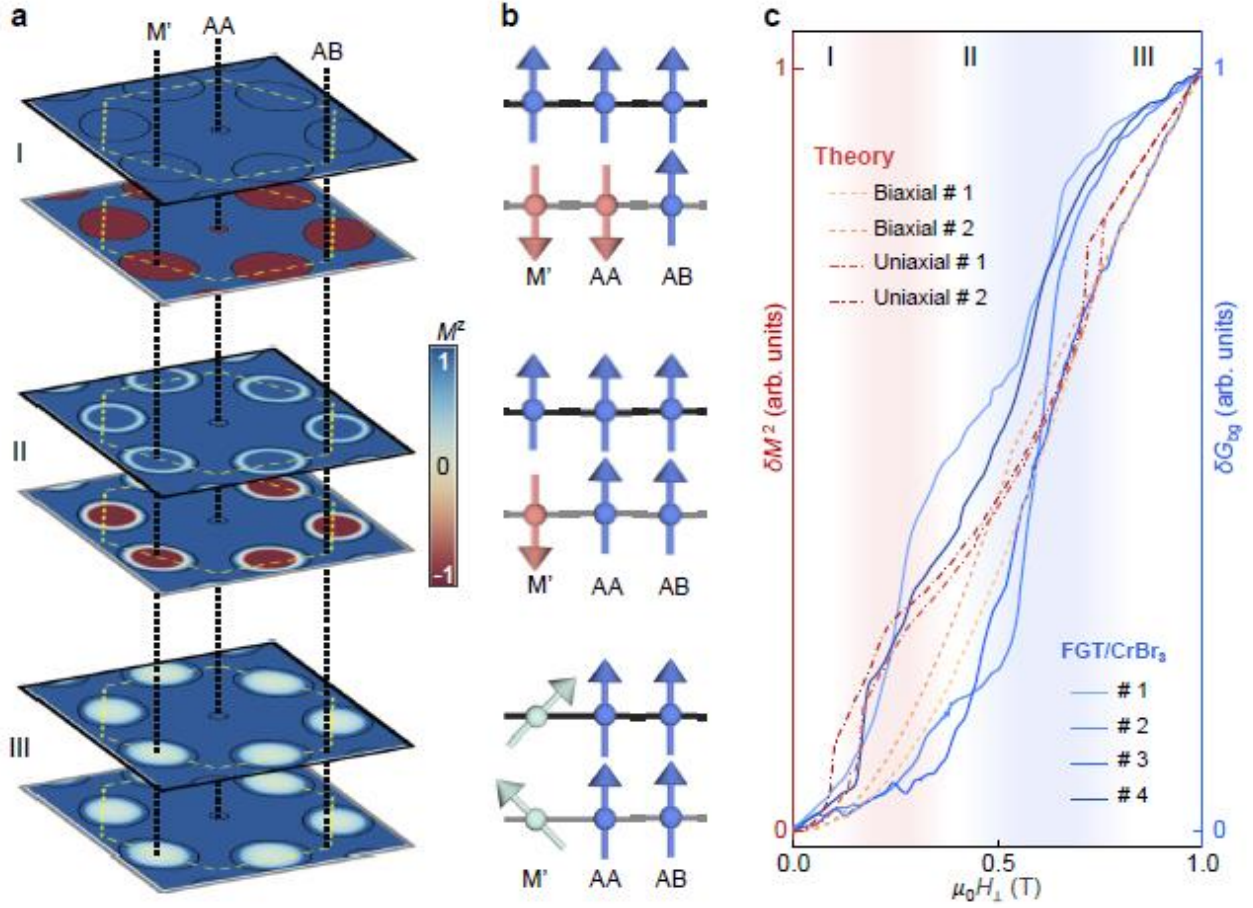 a
M'
AA
AB
I
II
III
M^z
1
0
-1
b
M' AA AB
M' AA AB
M' AA AB
c
I II III
1
0
δM² (arb. units)
Theory
Biaxial # 1
Biaxial # 2
Uniaxial # 1
Uniaxial # 2
FGT/CrBr₃
# 1
# 2
# 3
# 4
1
0
δG_bg (arb. units)
0.0 0.5 1.0
μ₀H⊥ (T)